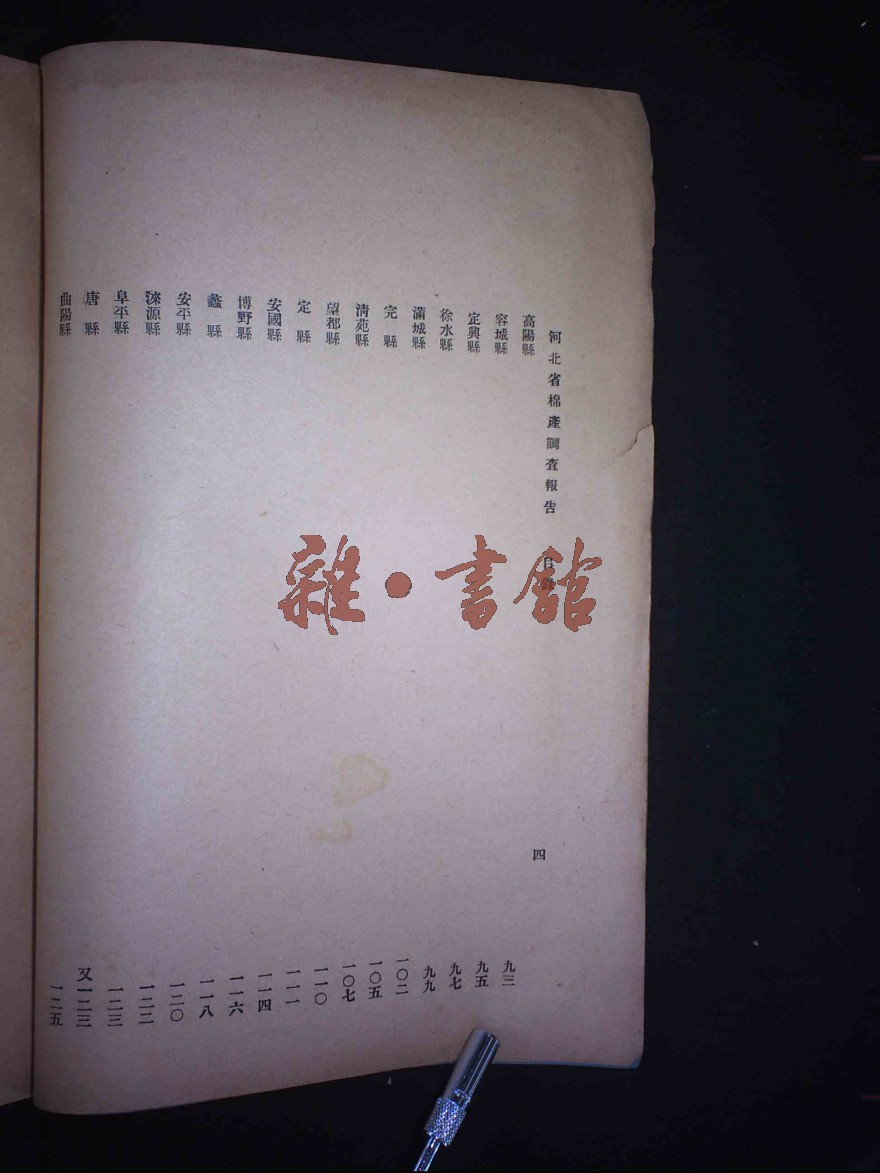 河北省棉產調查報告 目錄 四
高陽縣 九三
容城縣 九五
定興縣 九七
徐水縣 九九
滿城縣 一〇二
完縣 一〇五
清苑縣 一〇七
望都縣 一一〇
定縣 一一一
安國縣 一一四
博野縣 一一六
蠡縣 一一八
安平縣 一二〇
淶源縣 一二二
阜平縣 一二三
唐縣 又一二三
曲陽縣 一二五
雜·書館